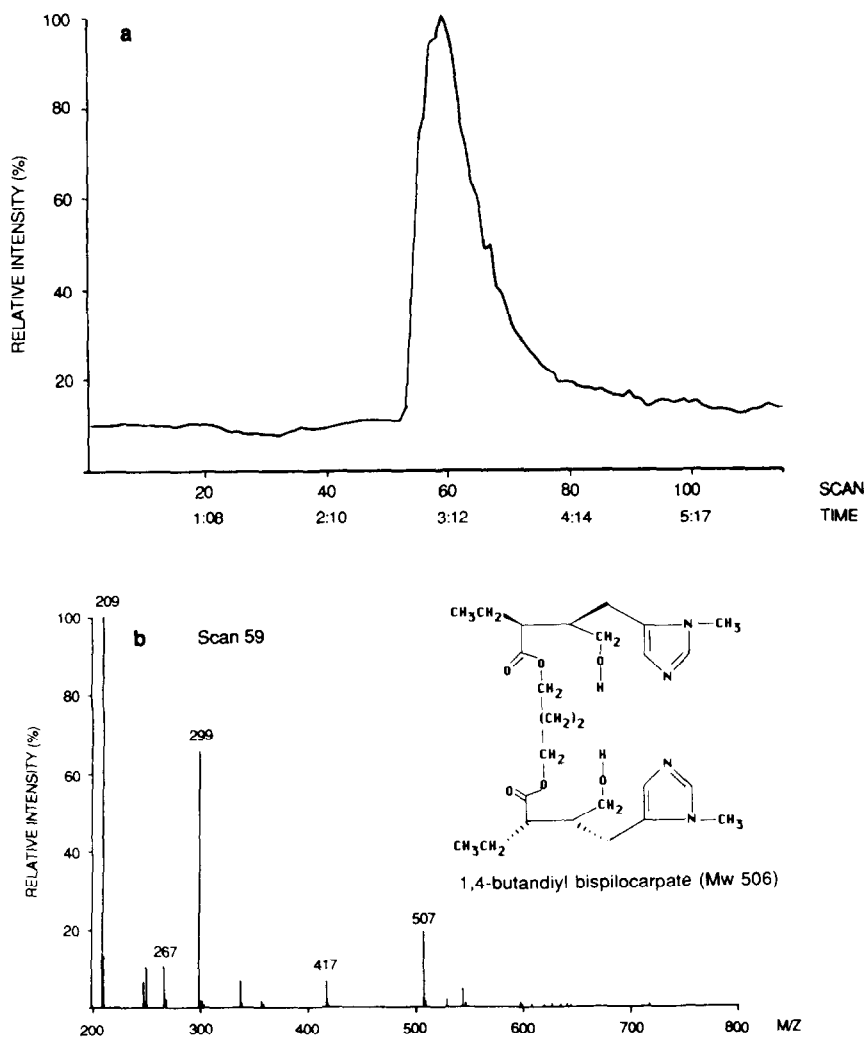 a
RELATIVE INTENSITY (%)
100
80
60
40
20
20 40 60 80 100 SCAN
1:08 2:10 3:12 4:14 5:17 TIME
b Scan 59
RELATIVE INTENSITY (%)
100
80
60
40
20
209
267
299
417
507
200 300 400 500 600 700 800 M/Z
CH₃CH₂
CH₂
N—CH₃
O
O
O
N
H
CH₂
(CH₂)₂
CH₂
H
N
O
O
O
CH₂
N—CH₃
CH₃CH₂
1,4-butandiyl bispilocarpate (Mw 506)